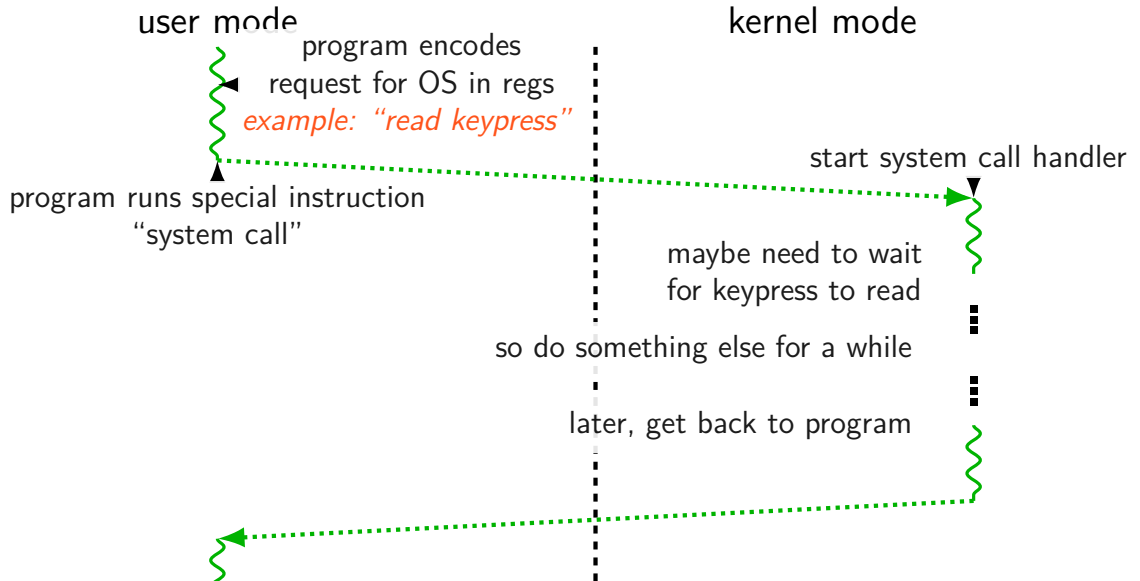 user mode
kernel mode
program encodes
request for OS in regs
example: “read keypress”
start system call handler
program runs special instruction
“system call”
maybe need to wait
for keypress to read
so do something else for a while
later, get back to program